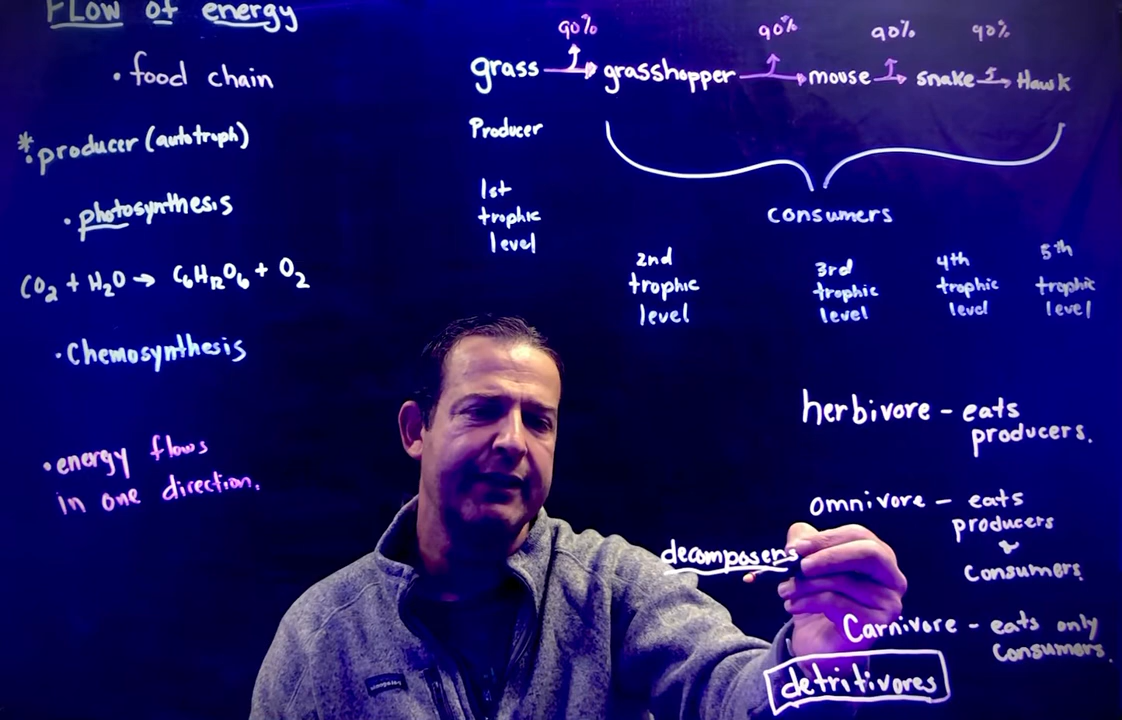 Flow of energy
• food chain
* producer (autotroph)
• photosynthesis
CO2 + H2O → C6H12O6 + O2
• Chemosynthesis
• energy flows
in one direction.
90% 90% 90% 90%
grass → grasshopper → mouse → snake → Hawk
Producer
consumers
1st
trophic
level
2nd
trophic
level
3rd
trophic
level
4th
trophic
level
5th
trophic
level
herbivore - eats
producers.
omnivore - eats
producers
&
consumers.
decomposers
Carnivore - eats only
consumers.
detritivores